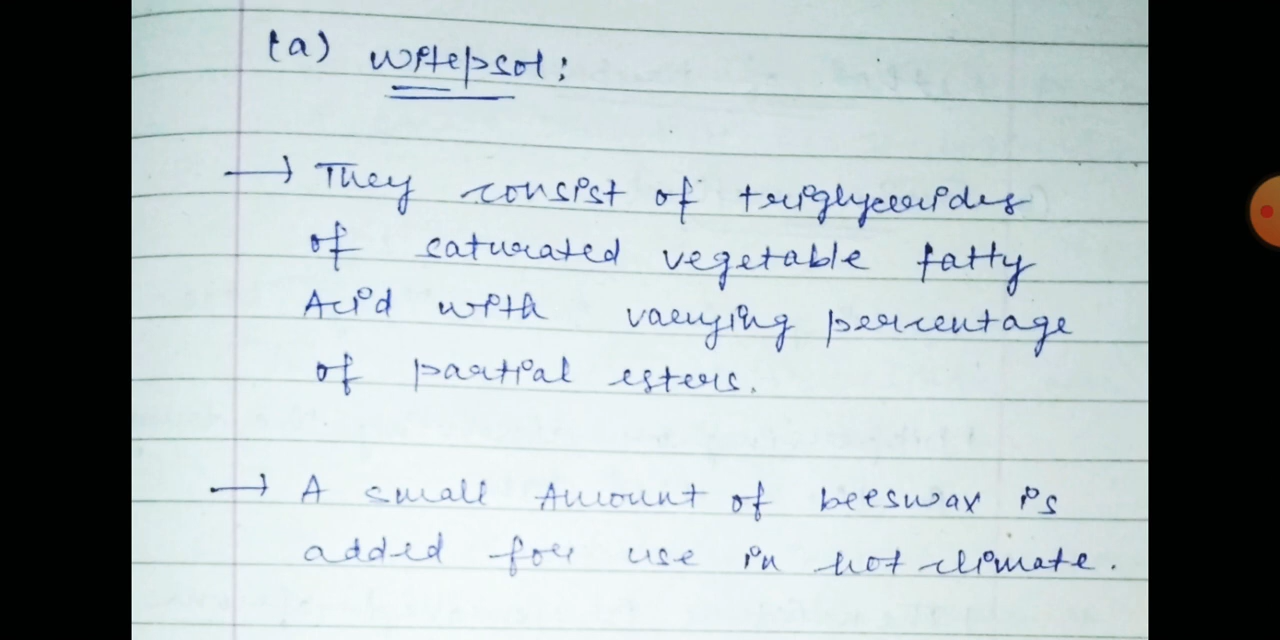 (a) Witepsol:
→ They consist of triglycerides
of saturated vegetable fatty
Acid with varying percentage
of partial esters.
→ A small Amount of beeswax is
added for use in hot climate.